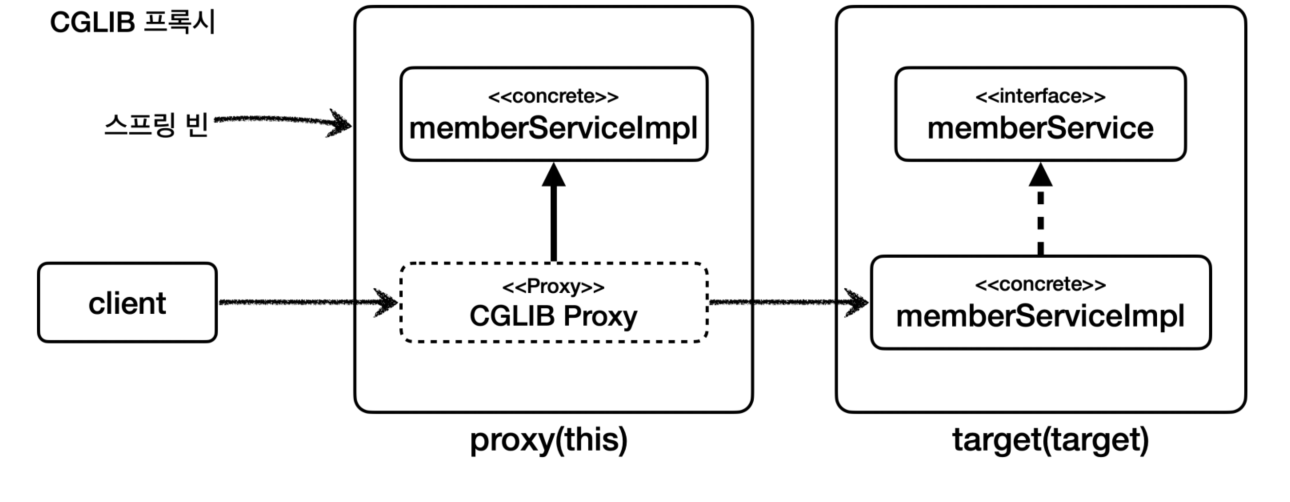 CGLIB 프록시
스프링 빈
client
<<concrete>>
memberServiceImpl
<<Proxy>>
CGLIB Proxy
proxy(this)
<<interface>>
memberService
<<concrete>>
memberServiceImpl
target(target)